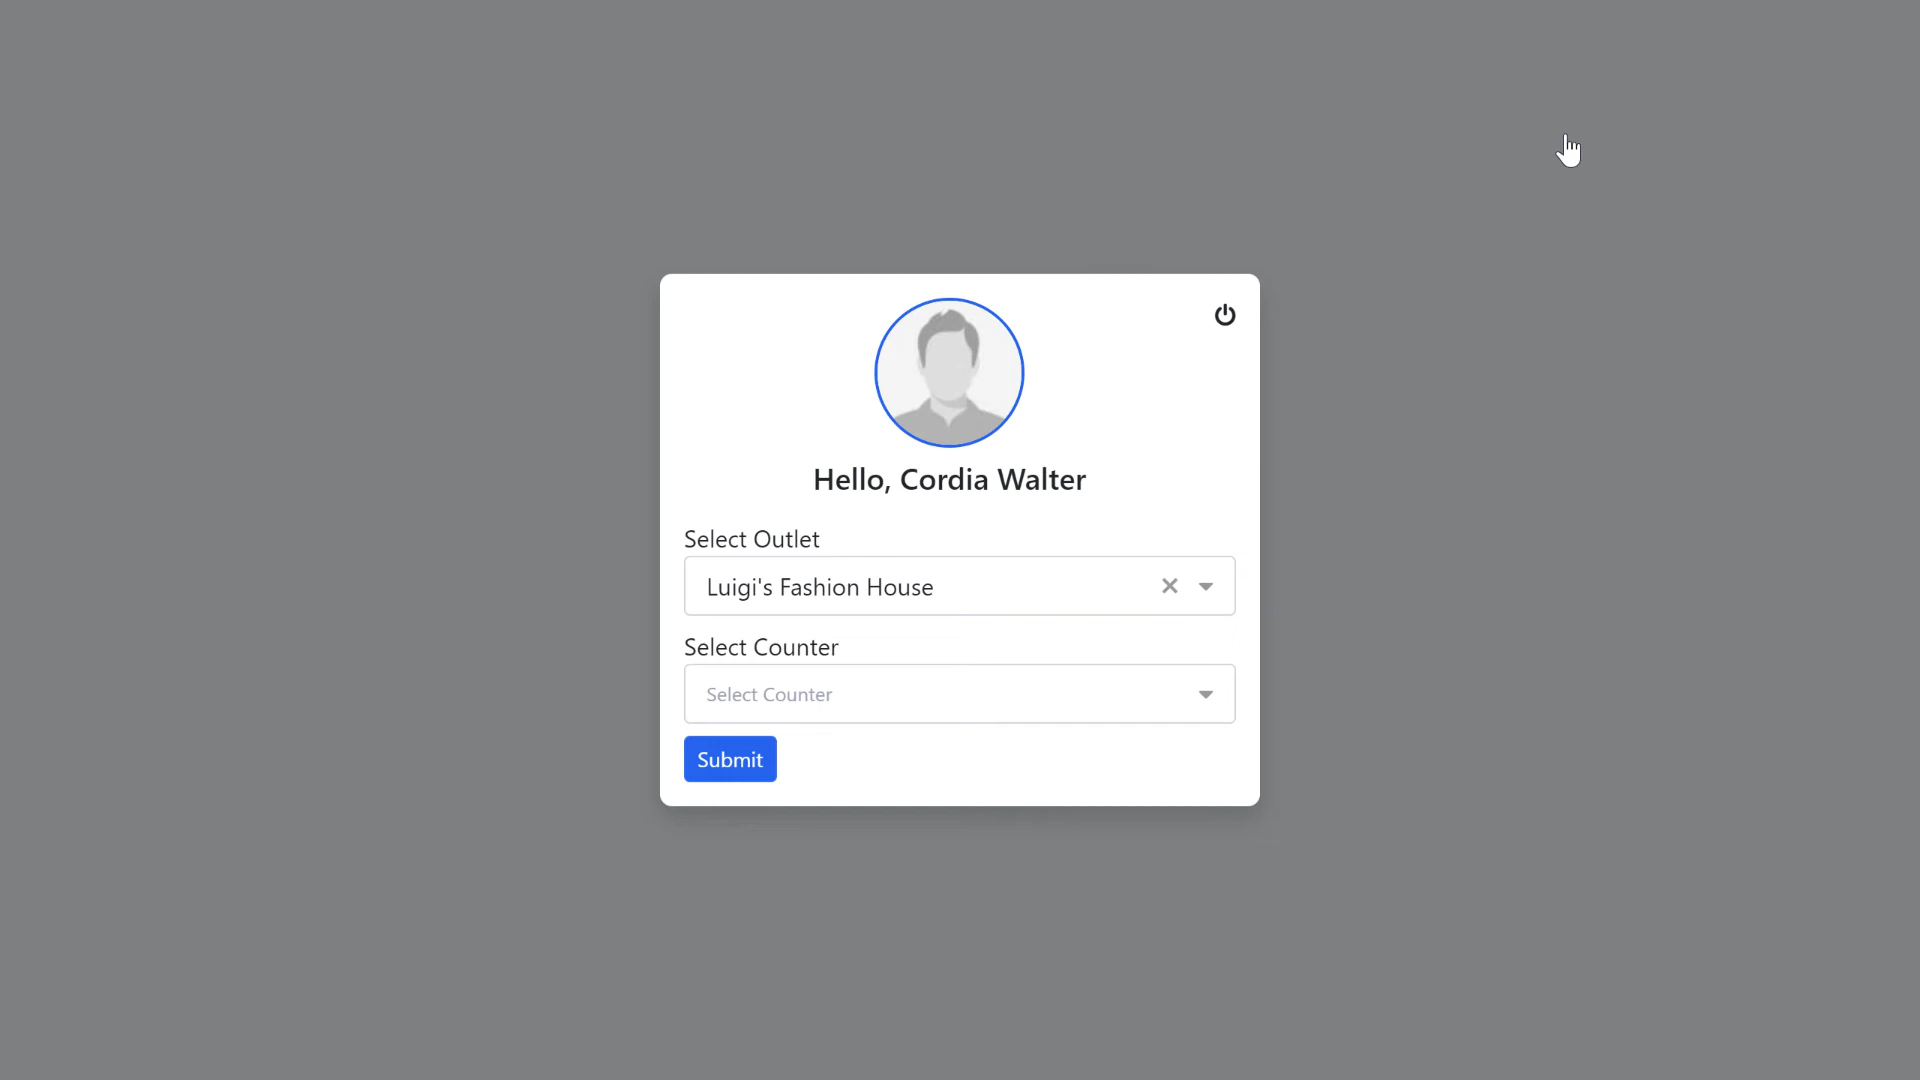 Hello, Cordia Walter
Select Outlet
Luigi's Fashion House
Select Counter
Select Counter
Submit